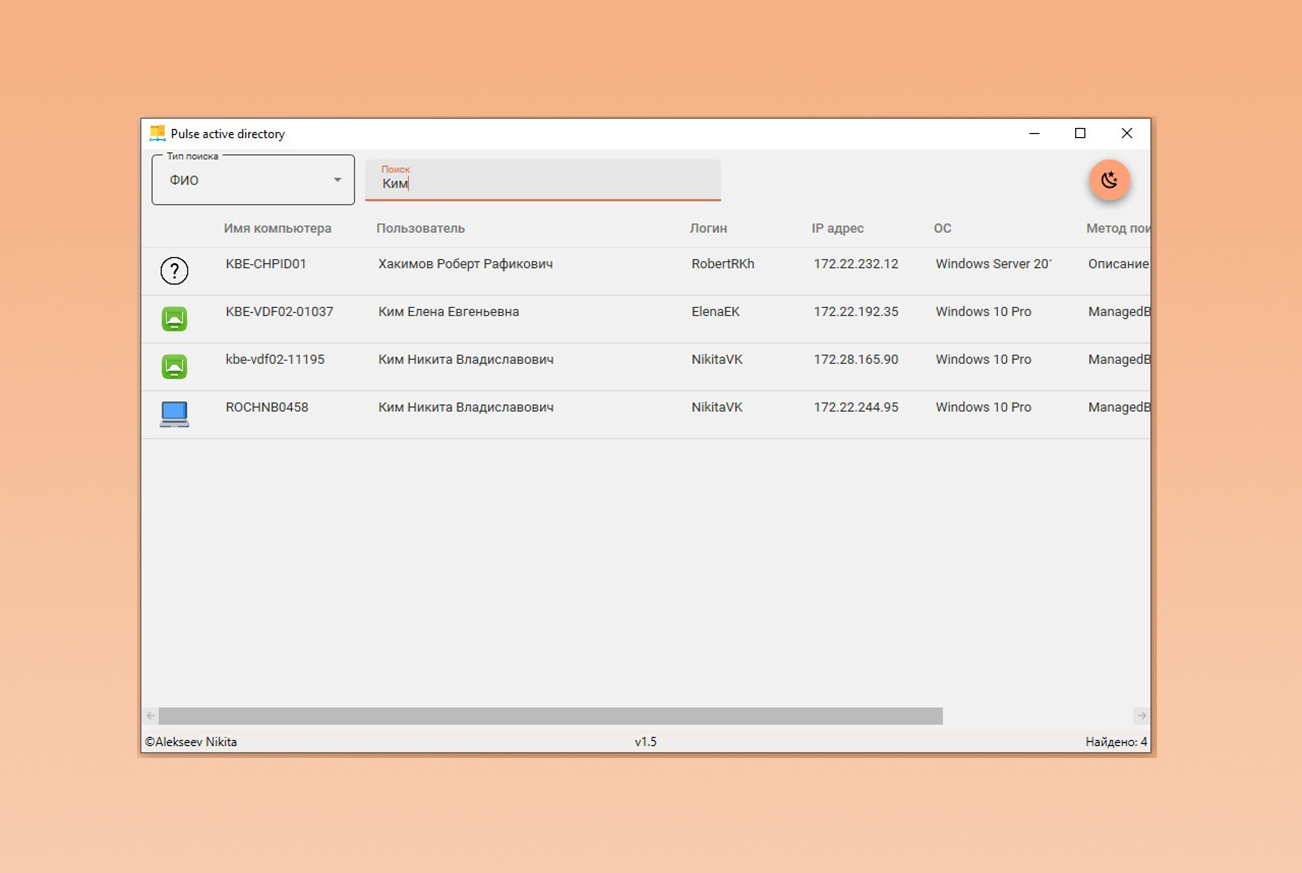 Pulse active directory
Тип поиска
ФИО
Поиск
Ким
Имя компьютера Пользователь Логин IP адрес ОС Метод пои
? KBE-CHPID01 Хакимов Роберт Рафикович RobertRKh 172.22.232.12 Windows Server 201 Описание
KBE-VDF02-01037 Ким Елена Евгеньевна ElenaEK 172.22.192.35 Windows 10 Pro ManagedB
kbe-vdf02-11195 Ким Никита Владиславович NikitaVK 172.28.165.90 Windows 10 Pro ManagedB
ROCHNB0458 Ким Никита Владиславович NikitaVK 172.22.244.95 Windows 10 Pro ManagedB
©Alekseev Nikita v1.5 Найдено: 4